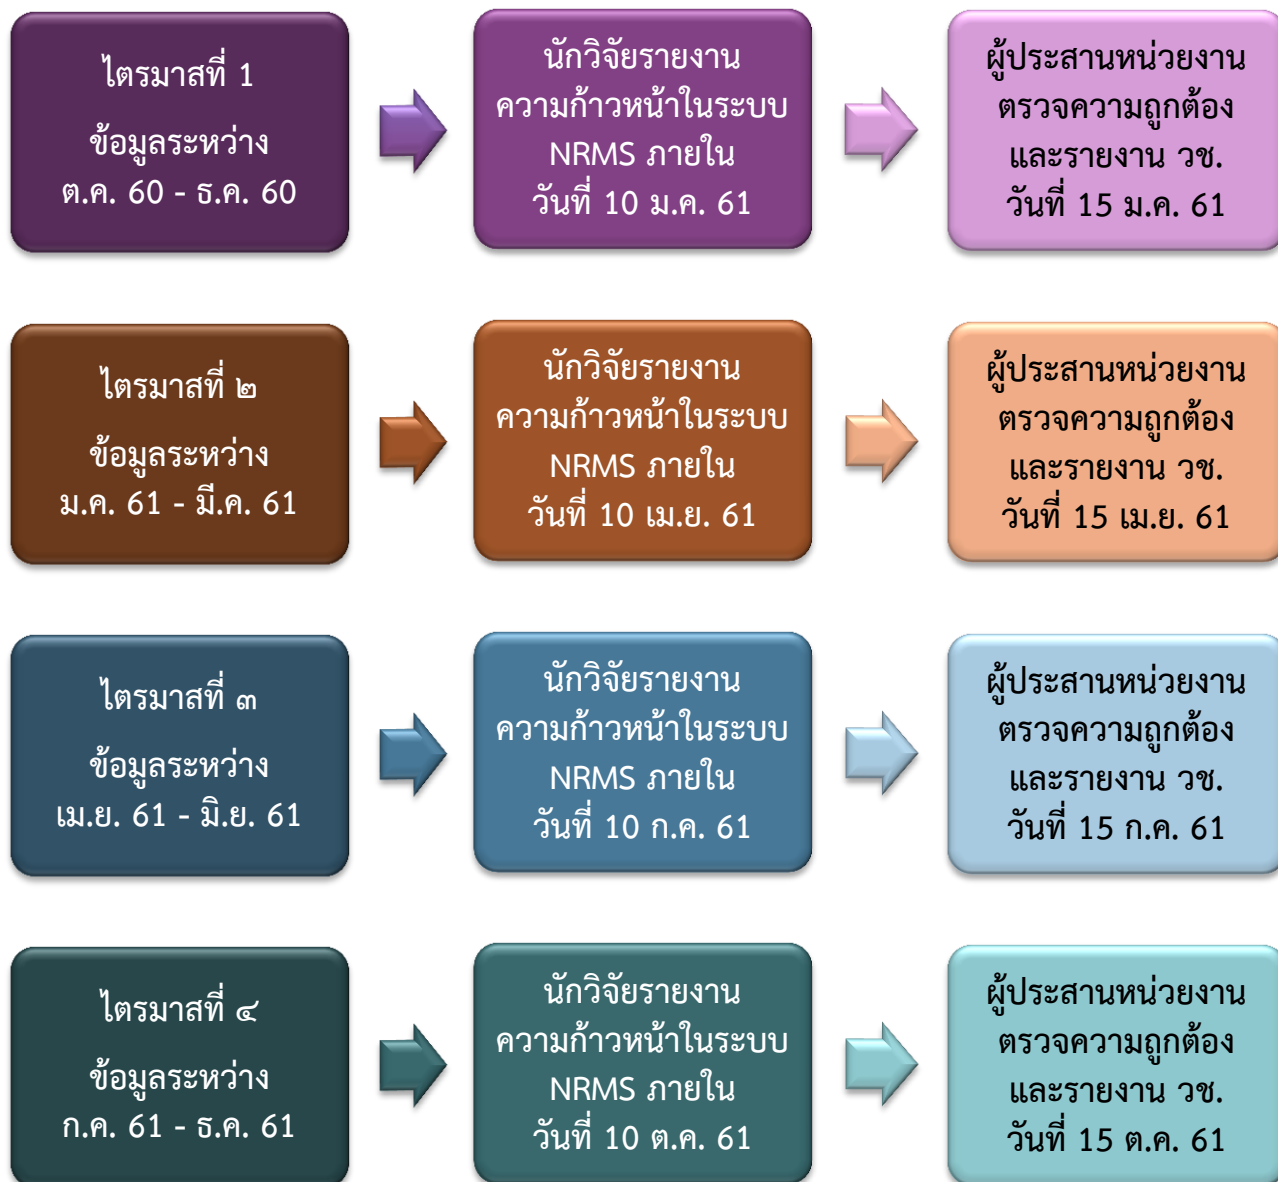 ไตรมาสที่ 1
ข้อมูลระหว่าง
ต.ค. 60 - ธ.ค. 60
นักวิจัยรายงาน
ความก้าวหน้าในระบบ
NRMS ภายใน
วันที่ 10 ม.ค. 61
ผู้ประสานหน่วยงาน
ตรวจความถูกต้อง
และรายงาน วช.
วันที่ 15 ม.ค. 61
ไตรมาสที่ ๒
ข้อมูลระหว่าง
ม.ค. 61 - มี.ค. 61
นักวิจัยรายงาน
ความก้าวหน้าในระบบ
NRMS ภายใน
วันที่ 10 เม.ย. 61
ผู้ประสานหน่วยงาน
ตรวจความถูกต้อง
และรายงาน วช.
วันที่ 15 เม.ย. 61
ไตรมาสที่ ๓
ข้อมูลระหว่าง
เม.ย. 61 - มิ.ย. 61
นักวิจัยรายงาน
ความก้าวหน้าในระบบ
NRMS ภายใน
วันที่ 10 ก.ค. 61
ผู้ประสานหน่วยงาน
ตรวจความถูกต้อง
และรายงาน วช.
วันที่ 15 ก.ค. 61
ไตรมาสที่ ๔
ข้อมูลระหว่าง
ก.ค. 61 - ธ.ค. 61
นักวิจัยรายงาน
ความก้าวหน้าในระบบ
NRMS ภายใน
วันที่ 10 ต.ค. 61
ผู้ประสานหน่วยงาน
ตรวจความถูกต้อง
และรายงาน วช.
วันที่ 15 ต.ค. 61